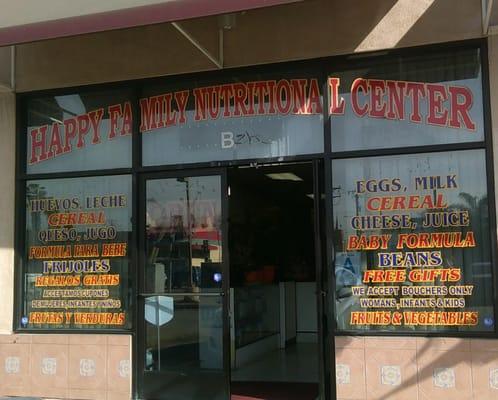 HAPPY FAMILY NUTRITIONAL CENTER
B
HUEVOS, LECHE
CEREAL
QUESO, JUGO
FORMULA PARA BEBE
FRIJOLES
REGALOS GRATIS
ACCEPTAMOS CUPONES
DE MUJERES INFANTES Y NINOS
FRUTAS Y VERDURAS
EGGS, MILK
CEREAL
CHEESE, JUICE
BABY FORMULA
BEANS
FREE GIFTS
WE ACCEPT BOUCHERS ONLY
WOMANS, INFANTS & KIDS
FRUITS & VEGETABLES
A